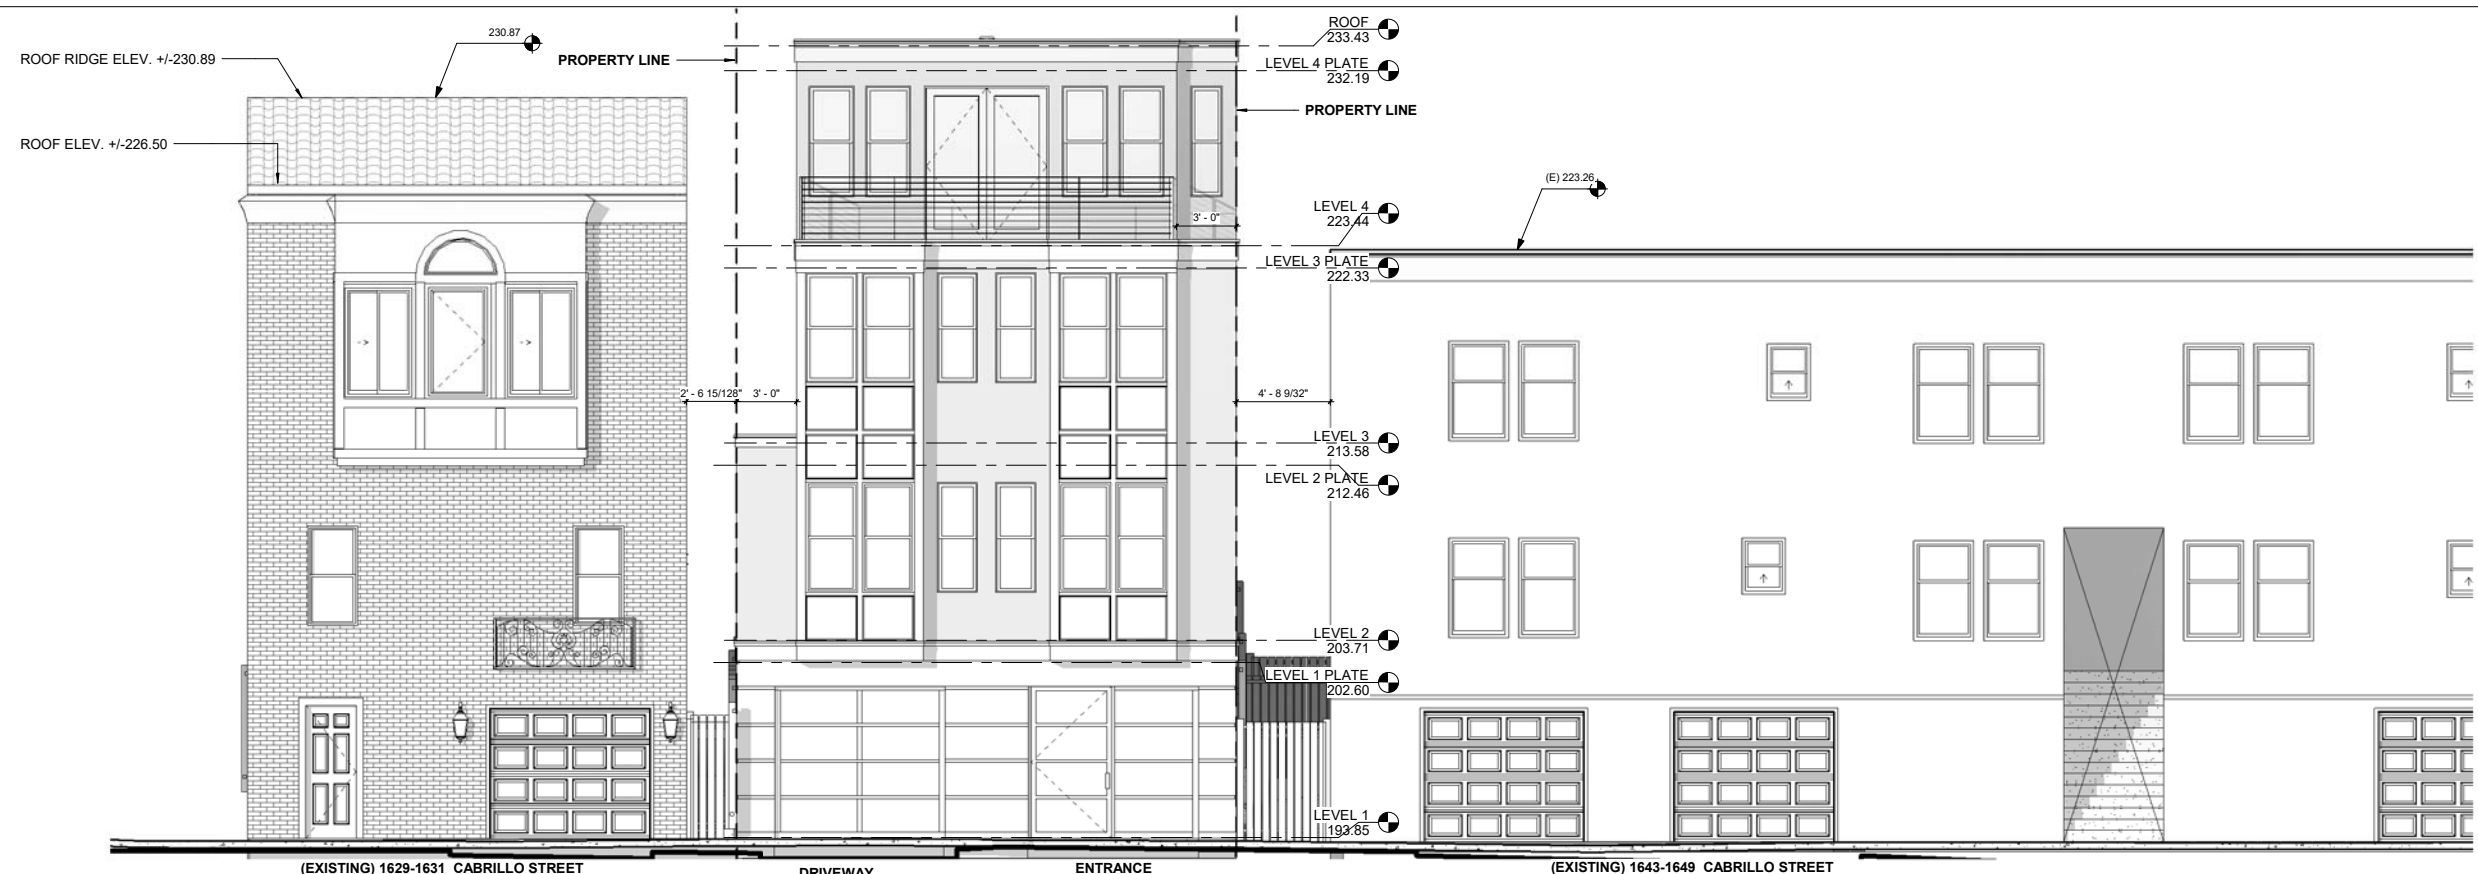 ROOF
233.43
230.87
ROOF RIDGE ELEV. +/-230.89
PROPERTY LINE
LEVEL 4 PLATE
232.19
PROPERTY LINE
ROOF ELEV. +/-226.50
(E) 223.26
LEVEL 4
223.44
3' - 0"
LEVEL 3 PLATE
222.33
2' - 6 15/128"
3' - 0"
4' - 8 9/32"
LEVEL 3
213.58
LEVEL 2 PLATE
212.46
LEVEL 2
203.71
LEVEL 1 PLATE
202.60
LEVEL 1
193.85
(EXISTING) 1629-1631 CABRILLO STREET
DRIVEWAY
ENTRANCE
(EXISTING) 1643-1649 CABRILLO STREET